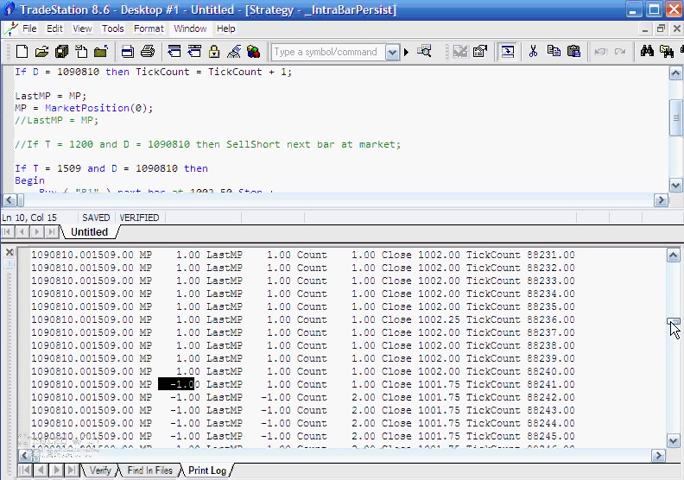 TradeStation 8.6 - Desktop 1 - Untitled - [Strategy - _IntraBarPersist]
File Edit View Tools Format Window Help
Type a symbol/command
If D = 1090810 then TickCount = TickCount + 1;
LastMP = MP;
MP = MarketPosition(0);
//LastMP = MP;
//If T = 1200 and D = 1090810 then SellShort next bar at market;
If T = 1509 and D = 1090810 then
Begin
Buy ( "B1" ) next bar at 1002.50 Stop ;
Ln 10, Col 15 SAVED VERIFIED
Untitled
1090810.001509.00 MP 1.00 LastMP 1.00 Count 1.00 Close 1002.00 TickCount 88231.00
1090810.001509.00 MP 1.00 LastMP 1.00 Count 1.00 Close 1002.00 TickCount 88232.00
1090810.001509.00 MP 1.00 LastMP 1.00 Count 1.00 Close 1002.00 TickCount 88233.00
1090810.001509.00 MP 1.00 LastMP 1.00 Count 1.00 Close 1002.00 TickCount 88234.00
1090810.001509.00 MP 1.00 LastMP 1.00 Count 1.00 Close 1002.00 TickCount 88235.00
1090810.001509.00 MP 1.00 LastMP 1.00 Count 1.00 Close 1002.25 TickCount 88236.00
1090810.001509.00 MP 1.00 LastMP 1.00 Count 1.00 Close 1002.00 TickCount 88237.00
1090810.001509.00 MP 1.00 LastMP 1.00 Count 1.00 Close 1002.00 TickCount 88238.00
1090810.001509.00 MP 1.00 LastMP 1.00 Count 1.00 Close 1002.00 TickCount 88239.00
1090810.001509.00 MP 1.00 LastMP 1.00 Count 1.00 Close 1002.00 TickCount 88240.00
1090810.001509.00 MP -1.00 LastMP 1.00 Count 1.00 Close 1001.75 TickCount 88241.00
1090810.001509.00 MP -1.00 LastMP -1.00 Count 2.00 Close 1001.75 TickCount 88242.00
1090810.001509.00 MP -1.00 LastMP -1.00 Count 2.00 Close 1001.75 TickCount 88243.00
1090810.001509.00 MP -1.00 LastMP -1.00 Count 2.00 Close 1001.75 TickCount 88244.00
1090810.001509.00 MP -1.00 LastMP -1.00 Count 2.00 Close 1001.75 TickCount 88245.00
Verify Find In Files Print Log